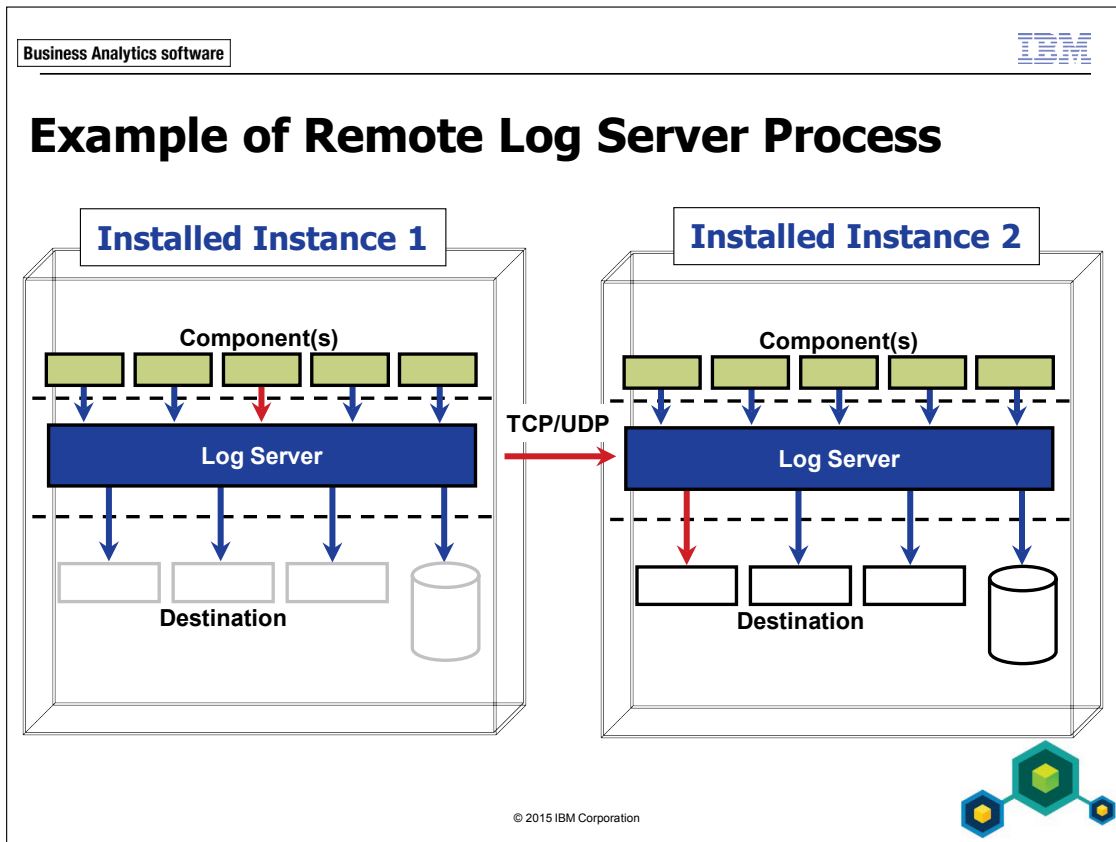 Business Analytics software
IBM
Example of Remote Log Server Process
Installed Instance 1
Component(s)
Log Server
Destination
TCP/UDP
Installed Instance 2
Component(s)
Log Server
Destination
© 2015 IBM Corporation